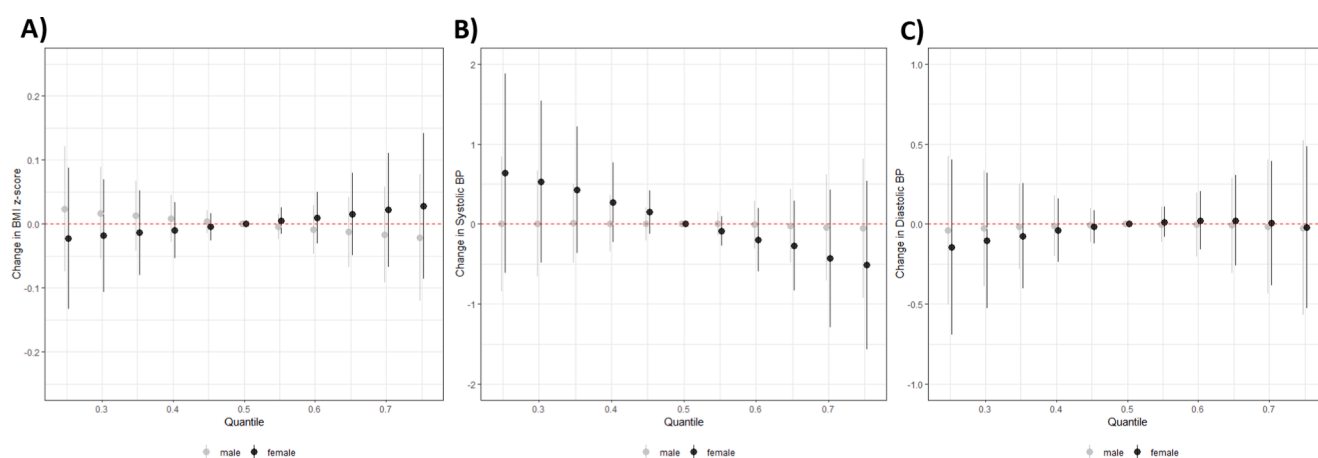 A)
Change in BMI z-score
0.2
0.1
0.0
-0.1
-0.2
0.3 0.4 0.5 0.6 0.7
Quantile
male female
B)
Change in Systolic BP
2
1
0
-1
-2
0.3 0.4 0.5 0.6 0.7
Quantile
male female
C)
Change in Diastolic BP
1.0
0.5
0.0
-0.5
-1.0
0.3 0.4 0.5 0.6 0.7
Quantile
male female